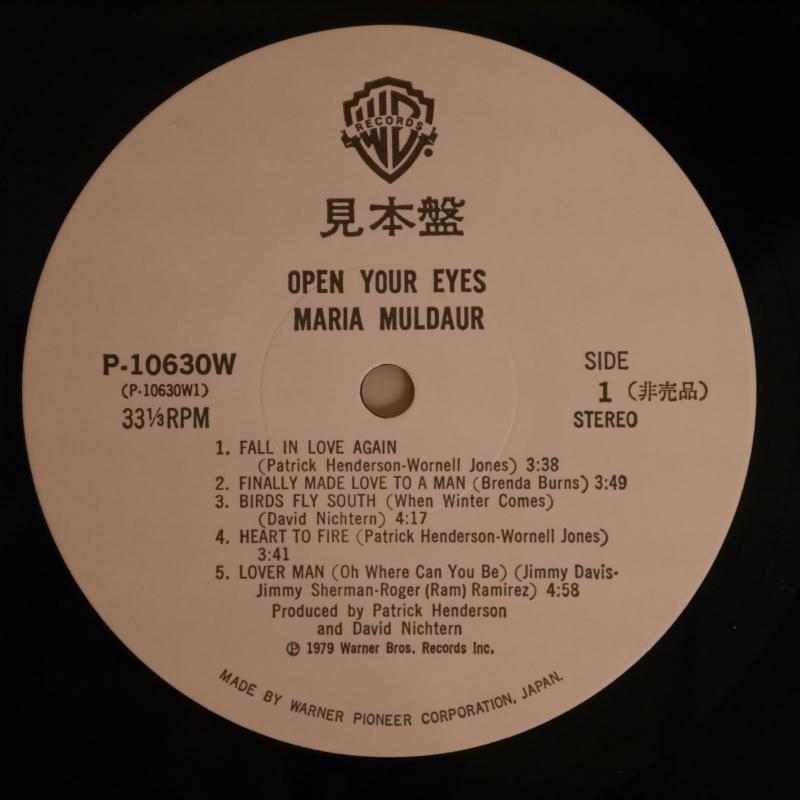 WB RECORDS
見本盤
OPEN YOUR EYES
MARIA MULDAUR
P-10630W
(P-10630W1)
33⅓RPM
SIDE
1 (非売品)
STEREO
1. FALL IN LOVE AGAIN
(Patrick Henderson-Wornell Jones) 3:38
2. FINALLY MADE LOVE TO A MAN (Brenda Burns) 3:49
3. BIRDS FLY SOUTH (When Winter Comes)
(David Nichtern) 4:17
4. HEART TO FIRE (Patrick Henderson-Wornell Jones)
3:41
5. LOVER MAN (Oh Where Can You Be) (Jimmy Davis-
Jimmy Sherman-Roger (Ram) Ramirez) 4:58
Produced by Patrick Henderson
and David Nichtern
℗ 1979 Warner Bros. Records Inc.
MADE BY WARNER PIONEER CORPORATION, JAPAN.